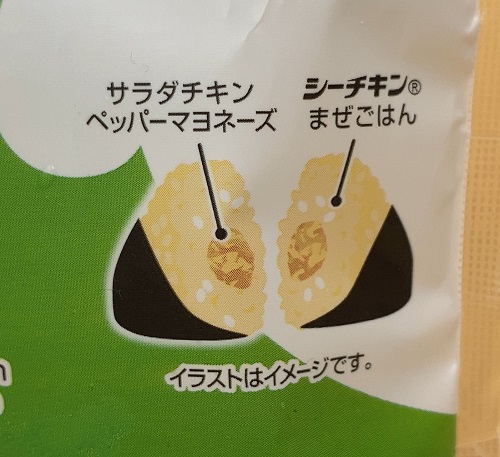 サラダチキン
ペッパーマヨネーズ
シーチキン®
まぜごはん
イラストはイメージです。